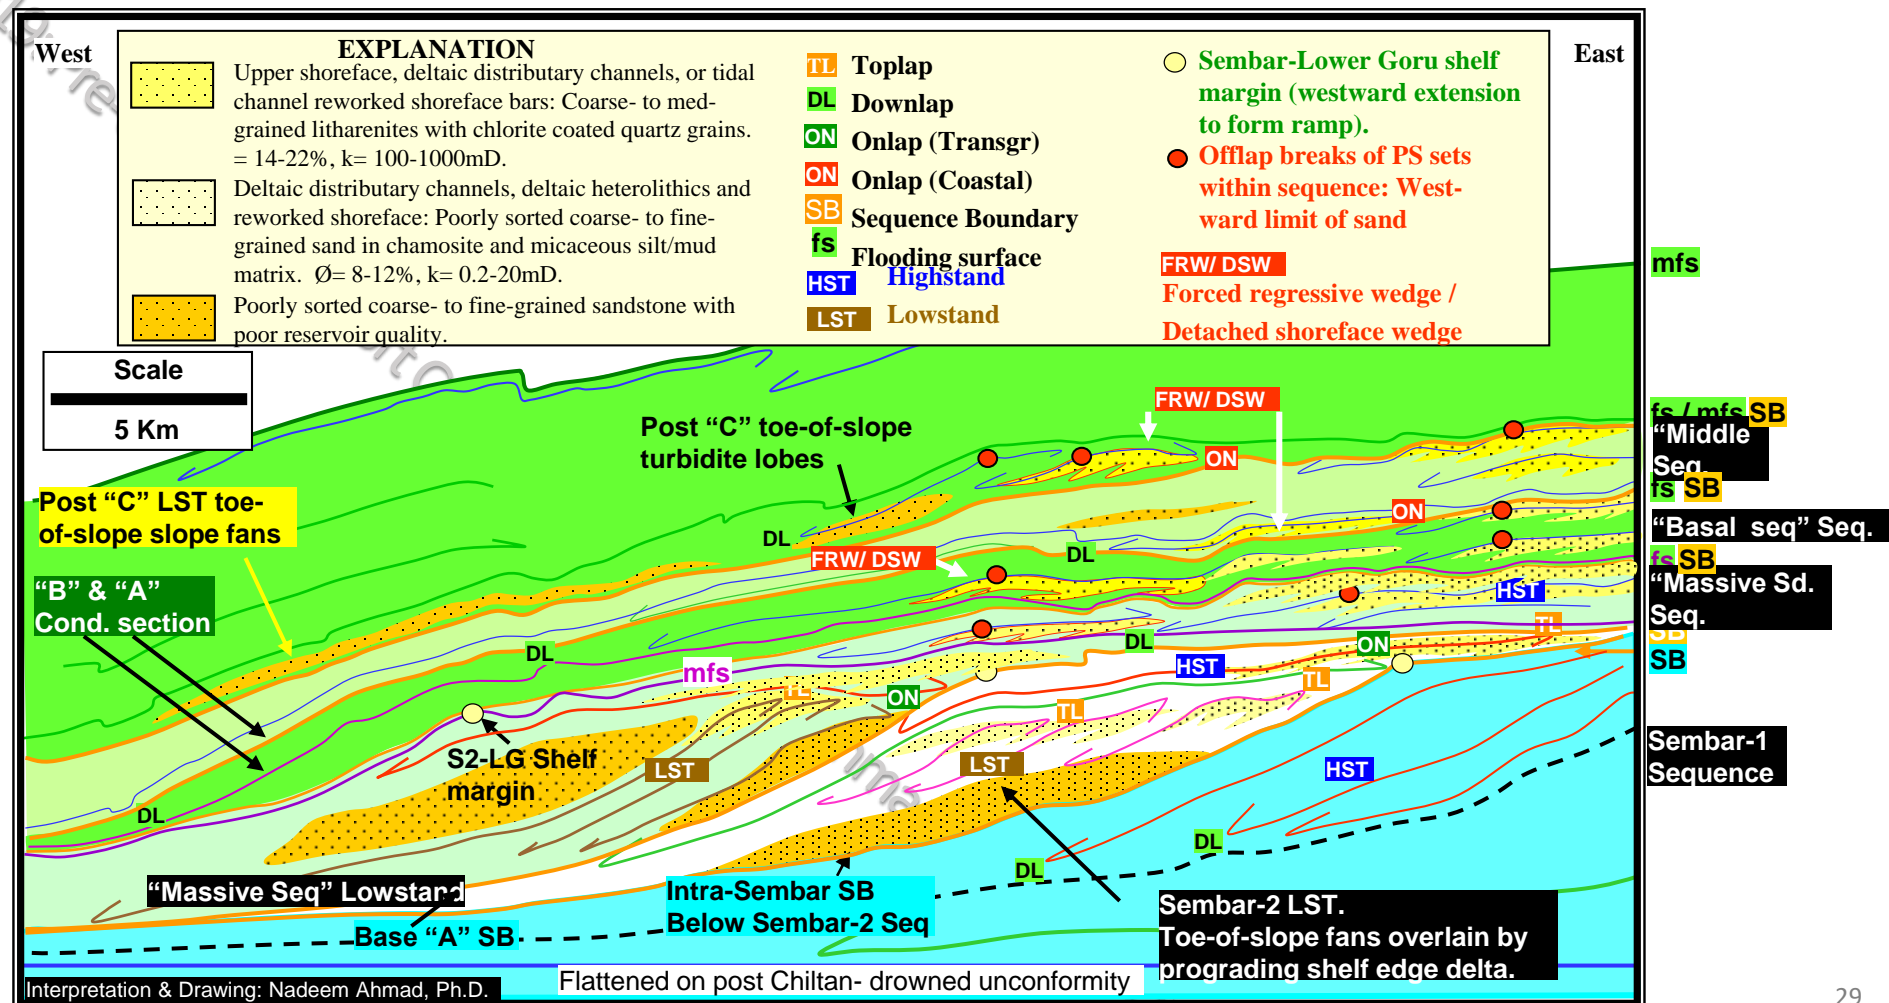 West
East
EXPLANATION
Upper shoreface, deltaic distributary channels, or tidal
channel reworked shoreface bars: Coarse- to med-
grained litharenites with chlorite coated quartz grains.
= 14-22%, k= 100-1000mD.
Deltaic distributary channels, deltaic heterolithics and
reworked shoreface: Poorly sorted coarse- to fine-
grained sand in chamosite and micaceous silt/mud
matrix. Ø= 8-12%, k= 0.2-20mD.
Poorly sorted coarse- to fine-grained sandstone with
poor reservoir quality.
TL Toplap
DL Downlap
ON Onlap (Transgr)
ON Onlap (Coastal)
SB Sequence Boundary
fs Flooding surface
HST Highstand
LST Lowstand
Sembar-Lower Goru shelf
margin (westward extension
to form ramp).
Offlap breaks of PS sets
within sequence: West-
ward limit of sand
FRW/ DSW
Forced regressive wedge /
Detached shoreface wedge
Scale
5 Km
mfs
fs / mfs SB
"Middle
Seq.
fs SB
"Basal seq" Seq.
fs SB
"Massive Sd.
Seq.
SB
SB
Sembar-1
Sequence
FRW/ DSW
Post "C" toe-of-slope
turbidite lobes
ON
Post "C" LST toe-
of-slope slope fans
DL
ON
DL
FRW/ DSW
"B" & "A"
Cond. section
HST
DL
DL
TL
ON
mfs
HST
TL
TL
ON
TL
S2-LG Shelf
margin
LST
LST
HST
DL
DL
DL
"Massive Seq" Lowstand
Base "A" SB
Intra-Sembar SB
Below Sembar-2 Seq
Sembar-2 LST.
Toe-of-slope fans overlain by
prograding shelf edge delta.
Flattened on post Chiltan- drowned unconformity
Interpretation & Drawing: Nadeem Ahmad, Ph.D.
29